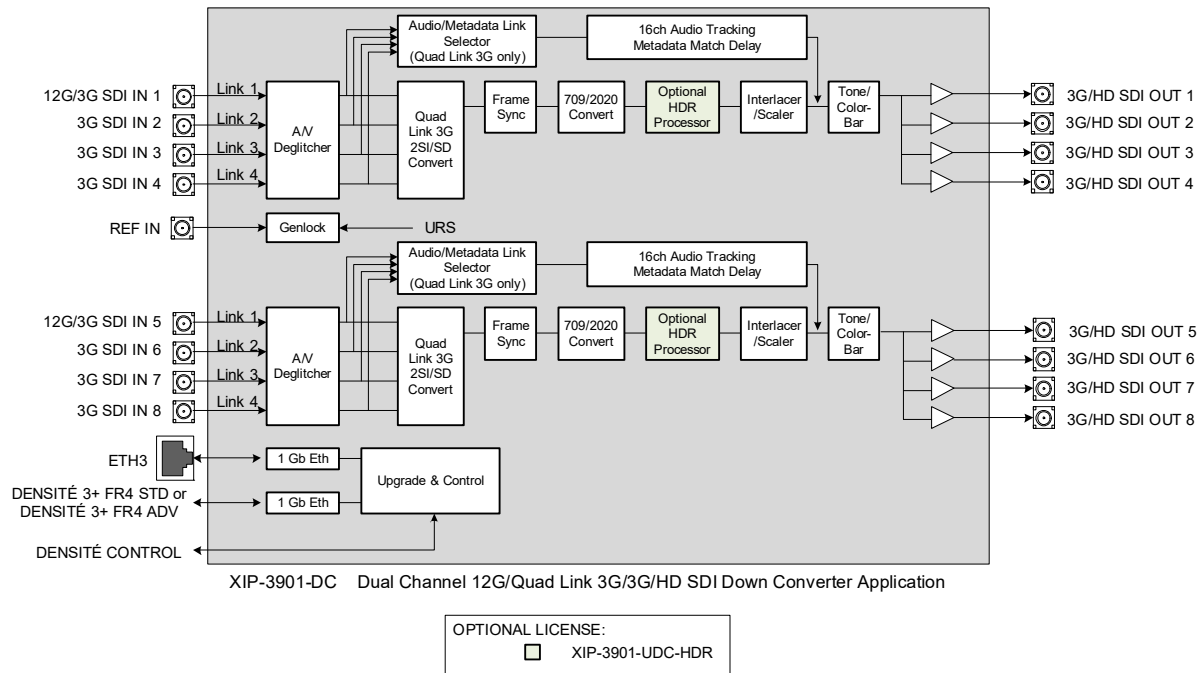 Audio/Metadata Link
Selector
(Quad Link 3G only)
16ch Audio Tracking
Metadata Match Delay
12G/3G SDI IN 1
3G SDI IN 2
3G SDI IN 3
3G SDI IN 4
Link 1
Link 2
Link 3
Link 4
A/V
Deglitcher
Quad
Link 3G
2SI/SD
Convert
Frame
Sync
709/2020
Convert
Optional
HDR
Processor
Interlacer
/Scaler
Tone/
Color-
Bar
3G/HD SDI OUT 1
3G/HD SDI OUT 2
3G/HD SDI OUT 3
3G/HD SDI OUT 4
REF IN
Genlock
URS
Audio/Metadata Link
Selector
(Quad Link 3G only)
16ch Audio Tracking
Metadata Match Delay
12G/3G SDI IN 5
3G SDI IN 6
3G SDI IN 7
3G SDI IN 8
Link 1
Link 2
Link 3
Link 4
A/V
Deglitcher
Quad
Link 3G
2SI/SD
Convert
Frame
Sync
709/2020
Convert
Optional
HDR
Processor
Interlacer
/Scaler
Tone/
Color-
Bar
3G/HD SDI OUT 5
3G/HD SDI OUT 6
3G/HD SDI OUT 7
3G/HD SDI OUT 8
ETH3
1 Gb Eth
DENSITÉ 3+ FR4 STD or
DENSITÉ 3+ FR4 ADV
1 Gb Eth
Upgrade & Control
DENSITÉ CONTROL
XIP-3901-DC Dual Channel 12G/Quad Link 3G/3G/HD SDI Down Converter Application
OPTIONAL LICENSE:
XIP-3901-UDC-HDR